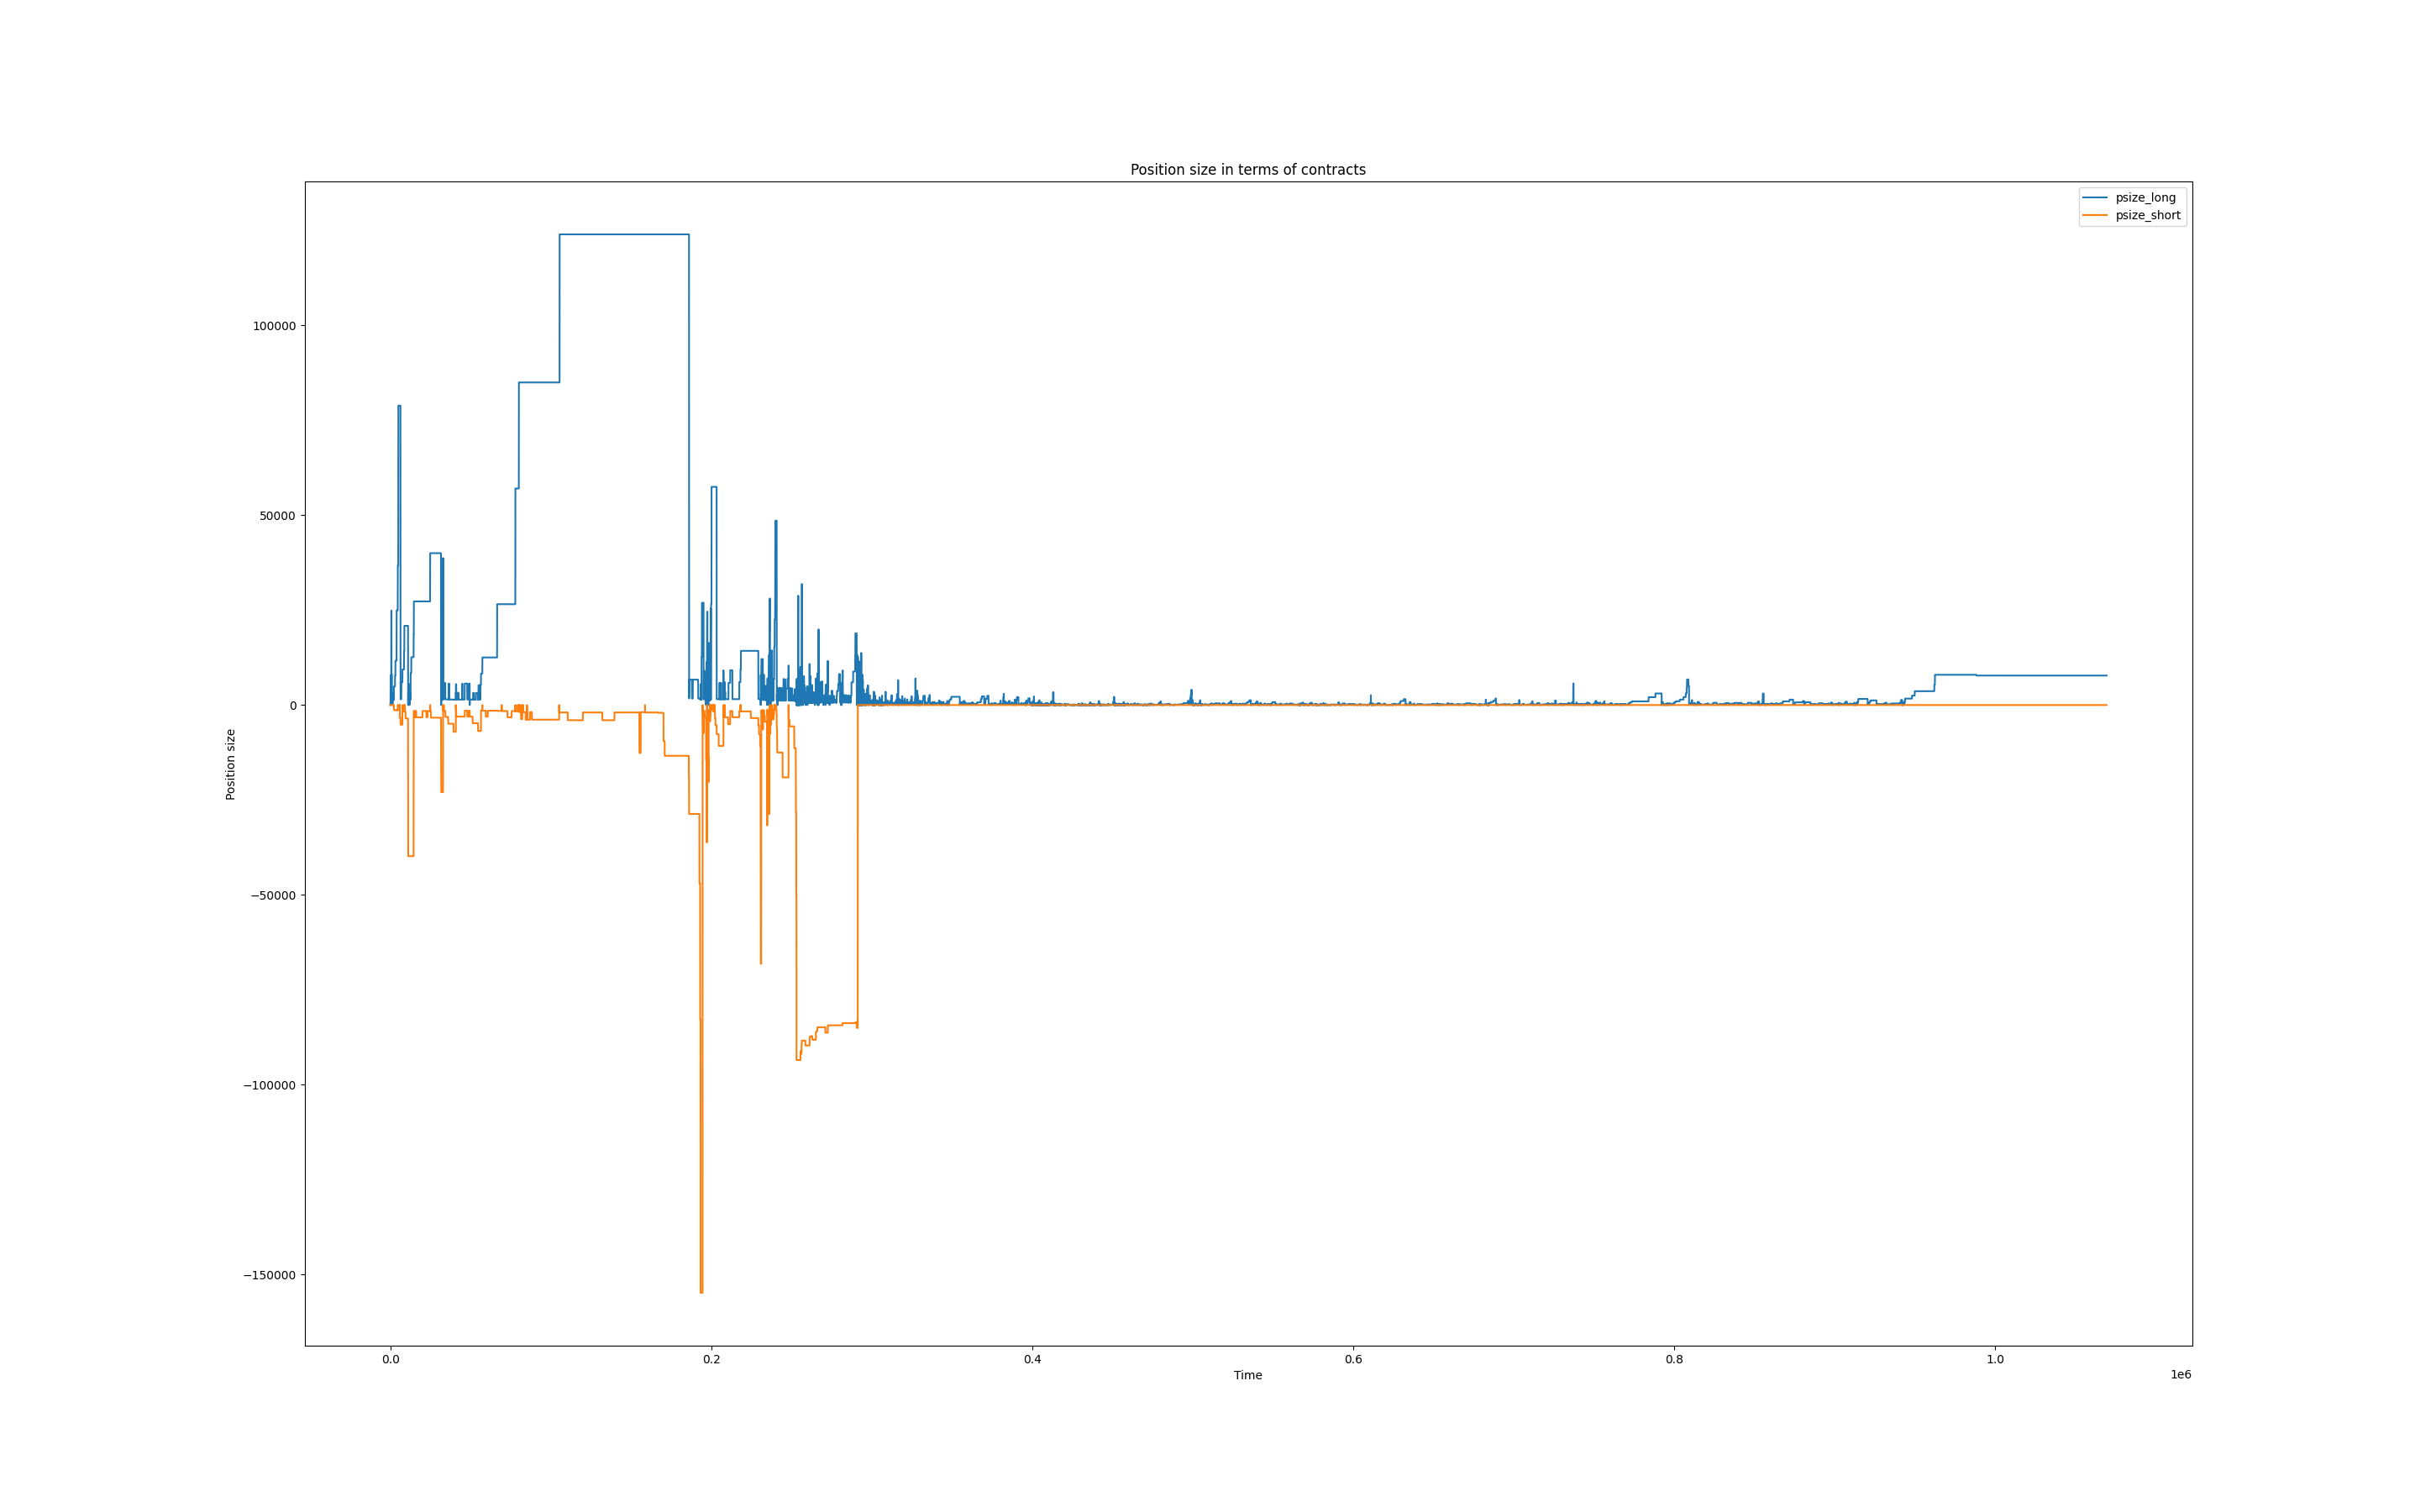 Position size in terms of contracts
psize_long
psize_short
100000
50000
0
−50000
−100000
−150000
Position size
0.0 0.2 0.4 0.6 0.8 1.0
Time
1e6